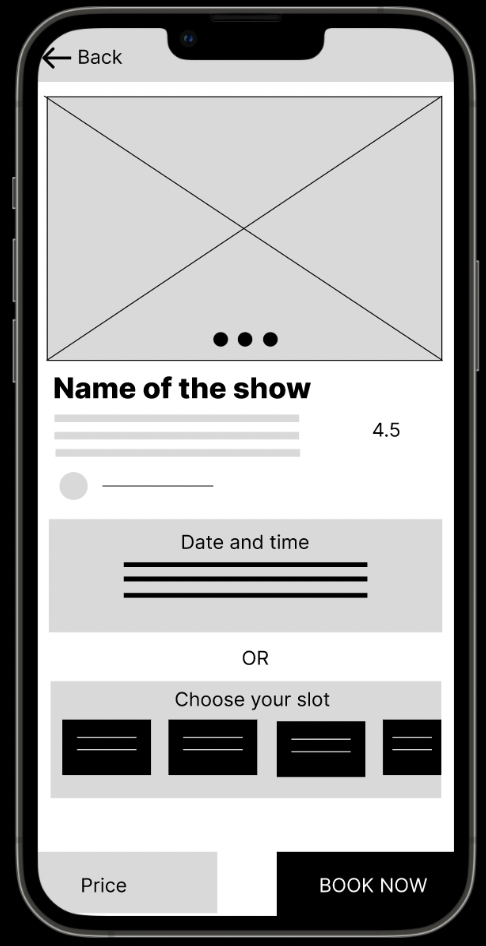 Back
Name of the show
4.5
Date and time
OR
Choose your slot
Price
BOOK NOW